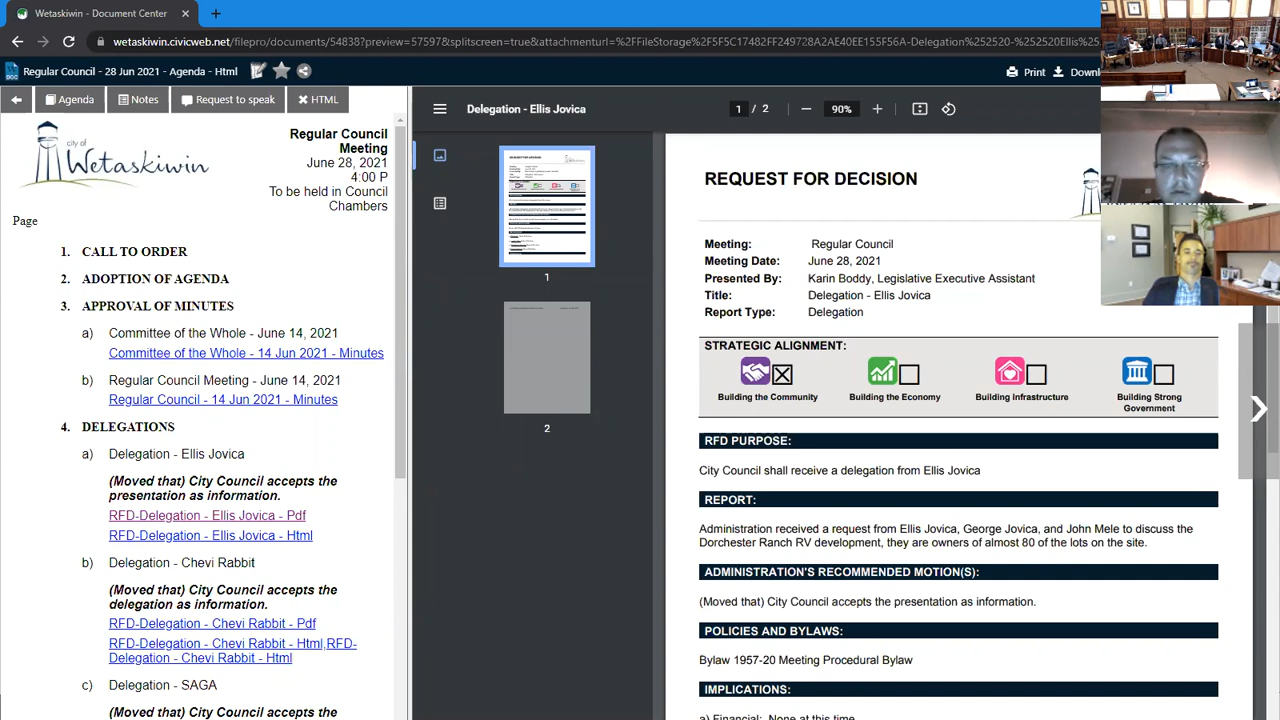 Wetaskiwin - Document Center
wetaskiwin.civicweb.net/filepro/documents/54838?preview=
Regular Council - 28 Jun 2021 - Agenda - Html
Print
Downl
Agenda
Notes
Request to speak
HTML
Delegation - Ellis Jovica
1 / 2
90%
city of
Wetaskiwin
Regular Council
Meeting
June 28, 2021
4:00 P
To be held in Council
Chambers
Page
1. CALL TO ORDER
2. ADOPTION OF AGENDA
3. APPROVAL OF MINUTES
a) Committee of the Whole - June 14, 2021
Committee of the Whole - 14 Jun 2021 - Minutes
b) Regular Council Meeting - June 14, 2021
Regular Council - 14 Jun 2021 - Minutes
4. DELEGATIONS
a) Delegation - Ellis Jovica
(Moved that) City Council accepts the
presentation as information.
RFD-Delegation - Ellis Jovica - Pdf
RFD-Delegation - Ellis Jovica - Html
b) Delegation - Chevi Rabbit
(Moved that) City Council accepts the
delegation as information.
RFD-Delegation - Chevi Rabbit - Pdf
RFD-Delegation - Chevi Rabbit - Html,RFD-
Delegation - Chevi Rabbit - Html
c) Delegation - SAGA
(Moved that) City Council accepts the
1
2
REQUEST FOR DECISION
Meeting: Regular Council
Meeting Date: June 28, 2021
Presented By: Karin Boddy, Legislative Executive Assistant
Title: Delegation - Ellis Jovica
Report Type: Delegation
STRATEGIC ALIGNMENT:
Building the Community
Building the Economy
Building Infrastructure
Building Strong
Government
RFD PURPOSE:
City Council shall receive a delegation from Ellis Jovica
REPORT:
Administration received a request from Ellis Jovica, George Jovica, and John Mele to discuss the
Dorchester Ranch RV development, they are owners of almost 80 of the lots on the site.
ADMINISTRATION'S RECOMMENDED MOTION(S):
(Moved that) City Council accepts the presentation as information.
POLICIES AND BYLAWS:
Bylaw 1957-20 Meeting Procedural Bylaw
IMPLICATIONS:
a) Financial: None at this time